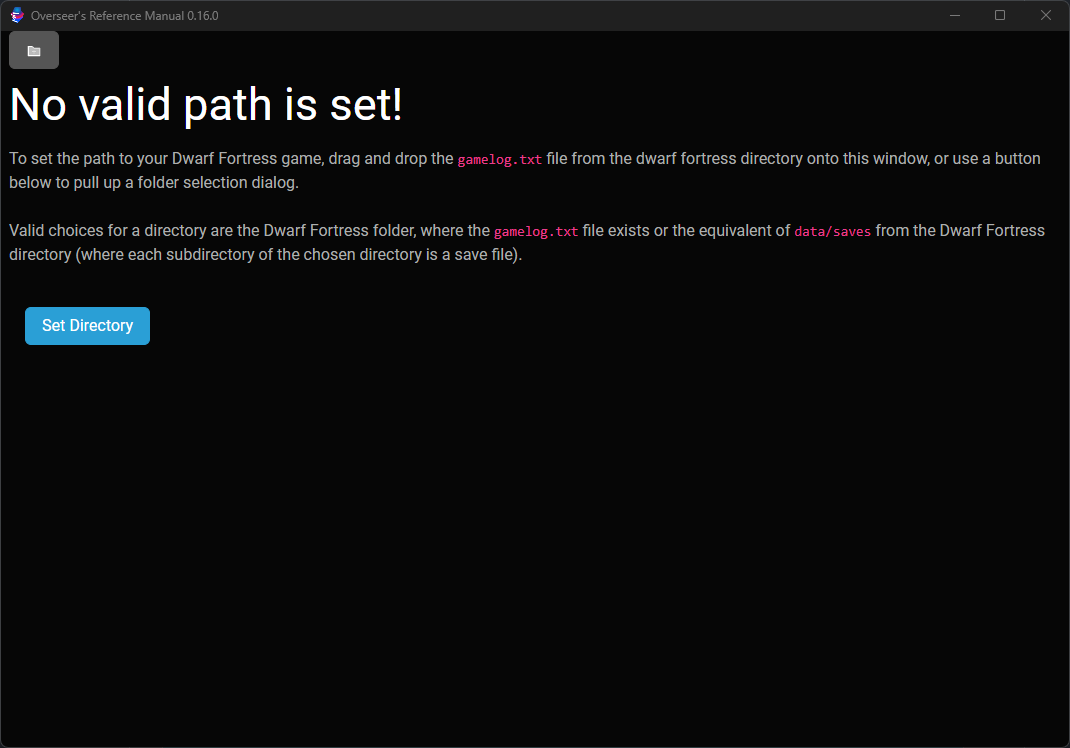 Overseer's Reference Manual 0.16.0
No valid path is set!
To set the path to your Dwarf Fortress game, drag and drop the gamelog.txt file from the dwarf fortress directory onto this window, or use a button
below to pull up a folder selection dialog.
Valid choices for a directory are the Dwarf Fortress folder, where the gamelog.txt file exists or the equivalent of data/saves from the Dwarf Fortress
directory (where each subdirectory of the chosen directory is a save file).
Set Directory